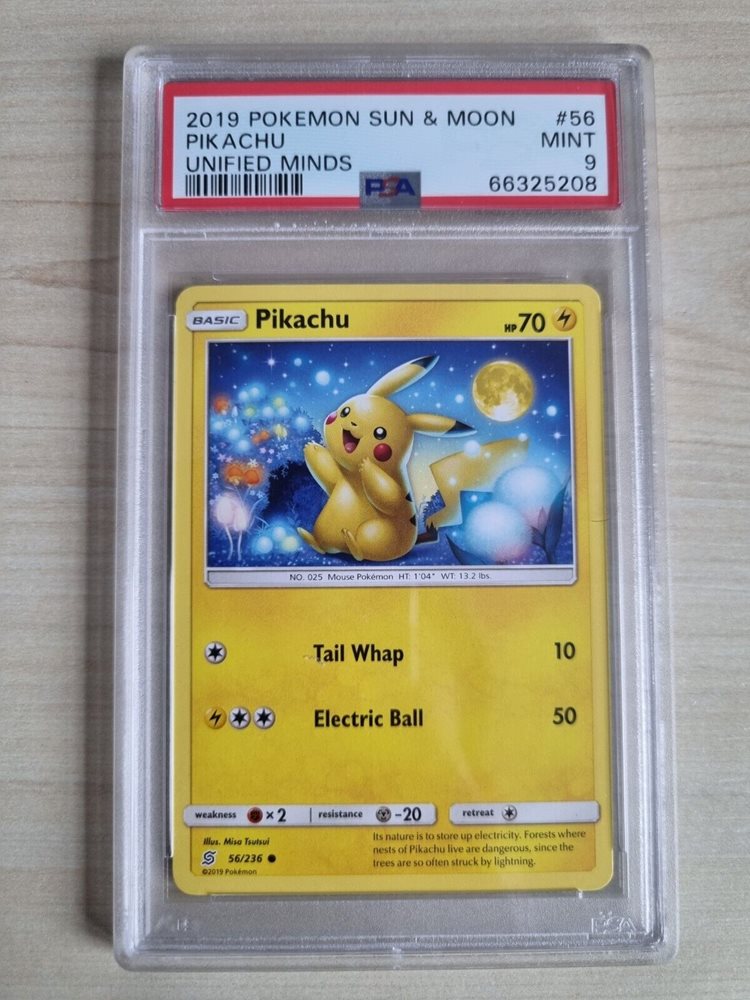 2019 POKEMON SUN & MOON #56
PIKACHU MINT
UNIFIED MINDS 9
PSA 66325208
BASIC Pikachu HP 70
NO. 025 Mouse Pokémon HT: 1'04" WT: 13.2 lbs.
Tail Whap 10
Electric Ball 50
weakness ×2 resistance -20 retreat
Illus. Misa Tsutsui
56/236
©2019 Pokémon
Its nature is to store up electricity. Forests where
nests of Pikachu live are dangerous, since the
trees are so often struck by lightning.
PSA